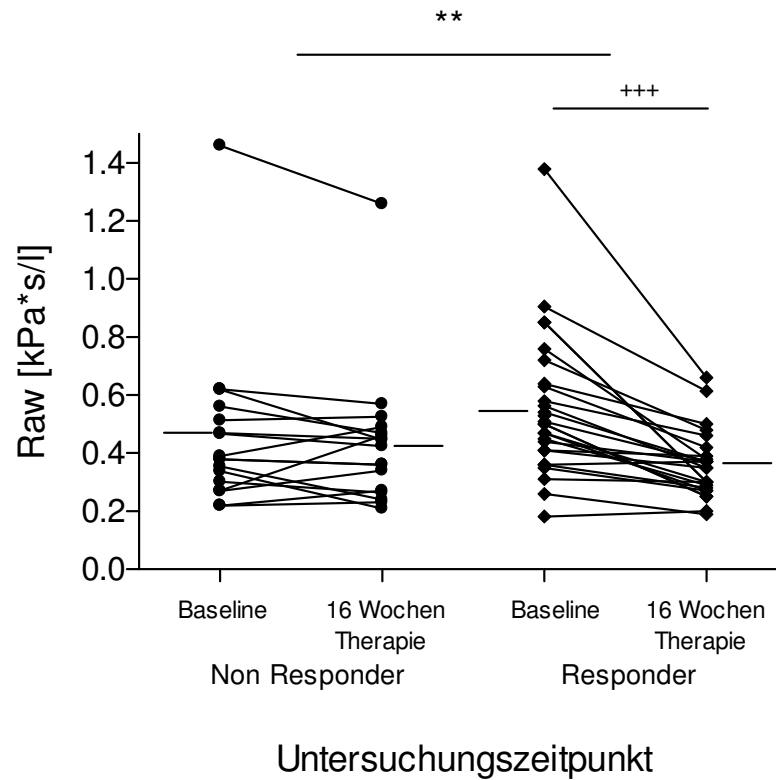 **
+++
1.4
1.2
1.0
0.8
0.6
0.4
0.2
0.0
Raw [kPa*s/l]
Baseline
16 Wochen
Therapie
Baseline
16 Wochen
Therapie
Non Responder
Responder
Untersuchungszeitpunkt